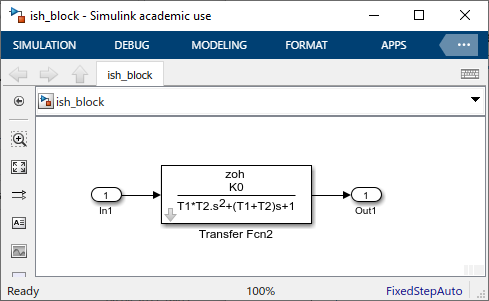 ish_block - Simulink academic use
SIMULATION DEBUG MODELING FORMAT APPS
ish_block
ish_block
zoh
K0
T1*T2.s2+(T1+T2)s+1
1
In1
1
Out1
Transfer Fcn2
Ready 100% FixedStepAuto